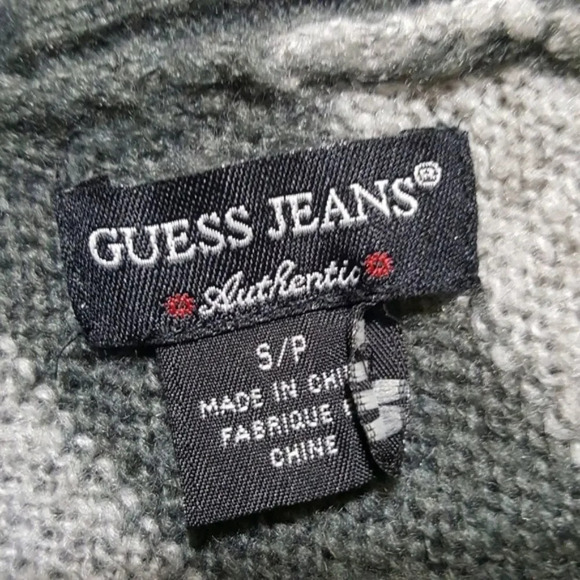 GUESS JEANS®
Authentic
S/P
MADE IN
FABRIQUE
CHINE